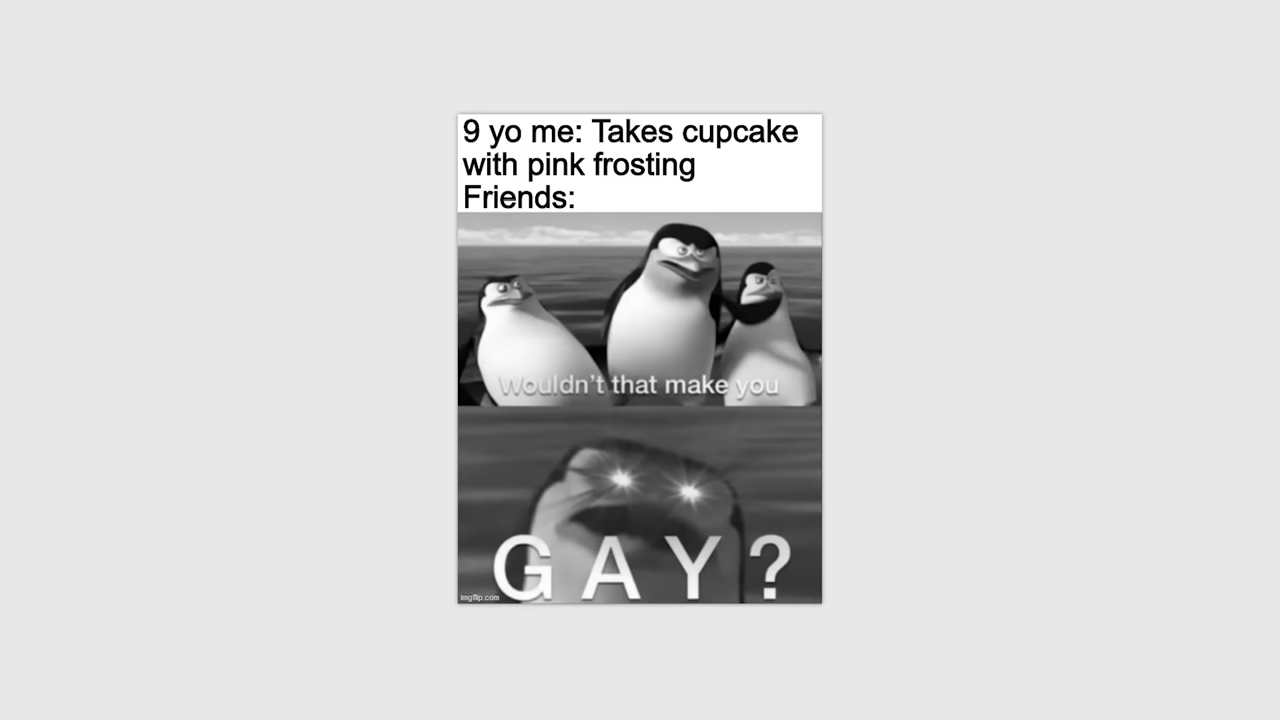 9 yo me: Takes cupcake
with pink frosting
Friends:
Wouldn't that make you
GAY?
imgflip.com